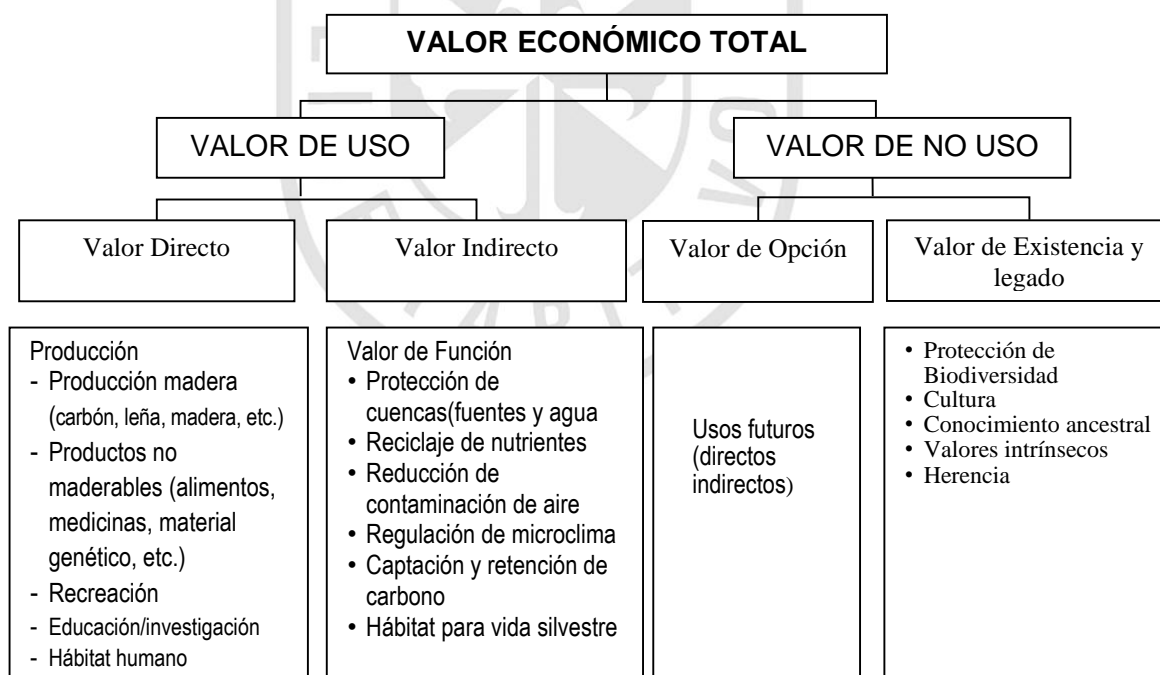 VALOR ECONÓMICO TOTAL
VALOR DE USO
VALOR DE NO USO
Valor Directo
Valor Indirecto
Valor de Opción
Valor de Existencia y
legado
Producción
- Producción madera
(carbón, leña, madera, etc.)
- Productos no
maderables (alimentos,
medicinas, material
genético, etc.)
- Recreación
- Educación/investigación
- Hábitat humano
Valor de Función
• Protección de
cuencas(fuentes y agua
• Reciclaje de nutrientes
• Reducción de
contaminación de aire
• Regulación de microclima
• Captación y retención de
carbono
• Hábitat para vida silvestre
Usos futuros
(directos
indirectos)
• Protección de
Biodiversidad
• Cultura
• Conocimiento ancestral
• Valores intrínsecos
• Herencia